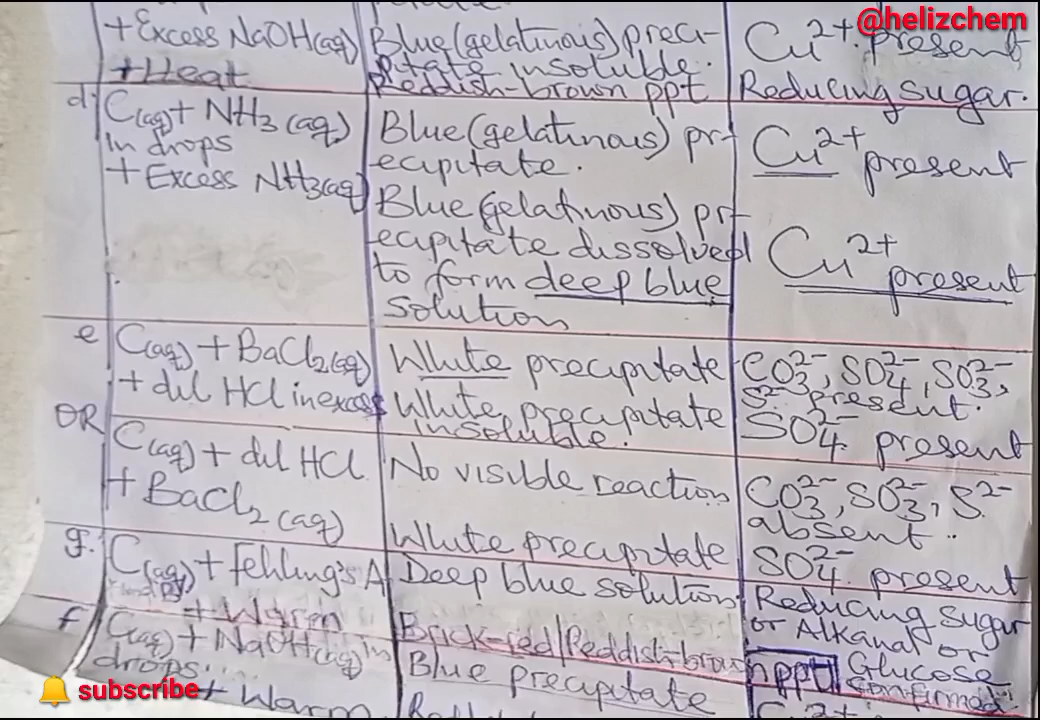 @helizchem
+Excess NaOH(aq) Blue(gelatinous) preci- Cu²⁺ present
pitate insoluble.
+Heat Reddish-brown ppt Reducing sugar.
d. C(aq) + NH₃(aq) Blue(gelatinous) pr- Cu²⁺ present
in drops ecipitate.
+ Excess NH₃(aq) Blue (gelatinous) pr-
ecipitate dissolved Cu²⁺ present
to form deep blue
solution
e C(aq) + BaCl₂(aq) White precipitate CO₃²⁻, SO₄²⁻, SO₃²⁻,
S²⁻ present.
+ dil HCl in excess White precipitate SO₄²⁻ present
insoluble.
OR C(aq) + dil HCl No visible reaction CO₃²⁻, SO₃²⁻, S²⁻
absent..
+ BaCl₂(aq) White precipitate SO₄²⁻ present
g. C(aq) + Fehling's A Deep blue solution Reducing sugar
+ Warm Brick-red/Reddish-brown ppt or Alkanal or
Glucose
confirmed.
f C(aq) + NaOH(aq) in Blue precipitate
drops...
+ Warm
subscribe